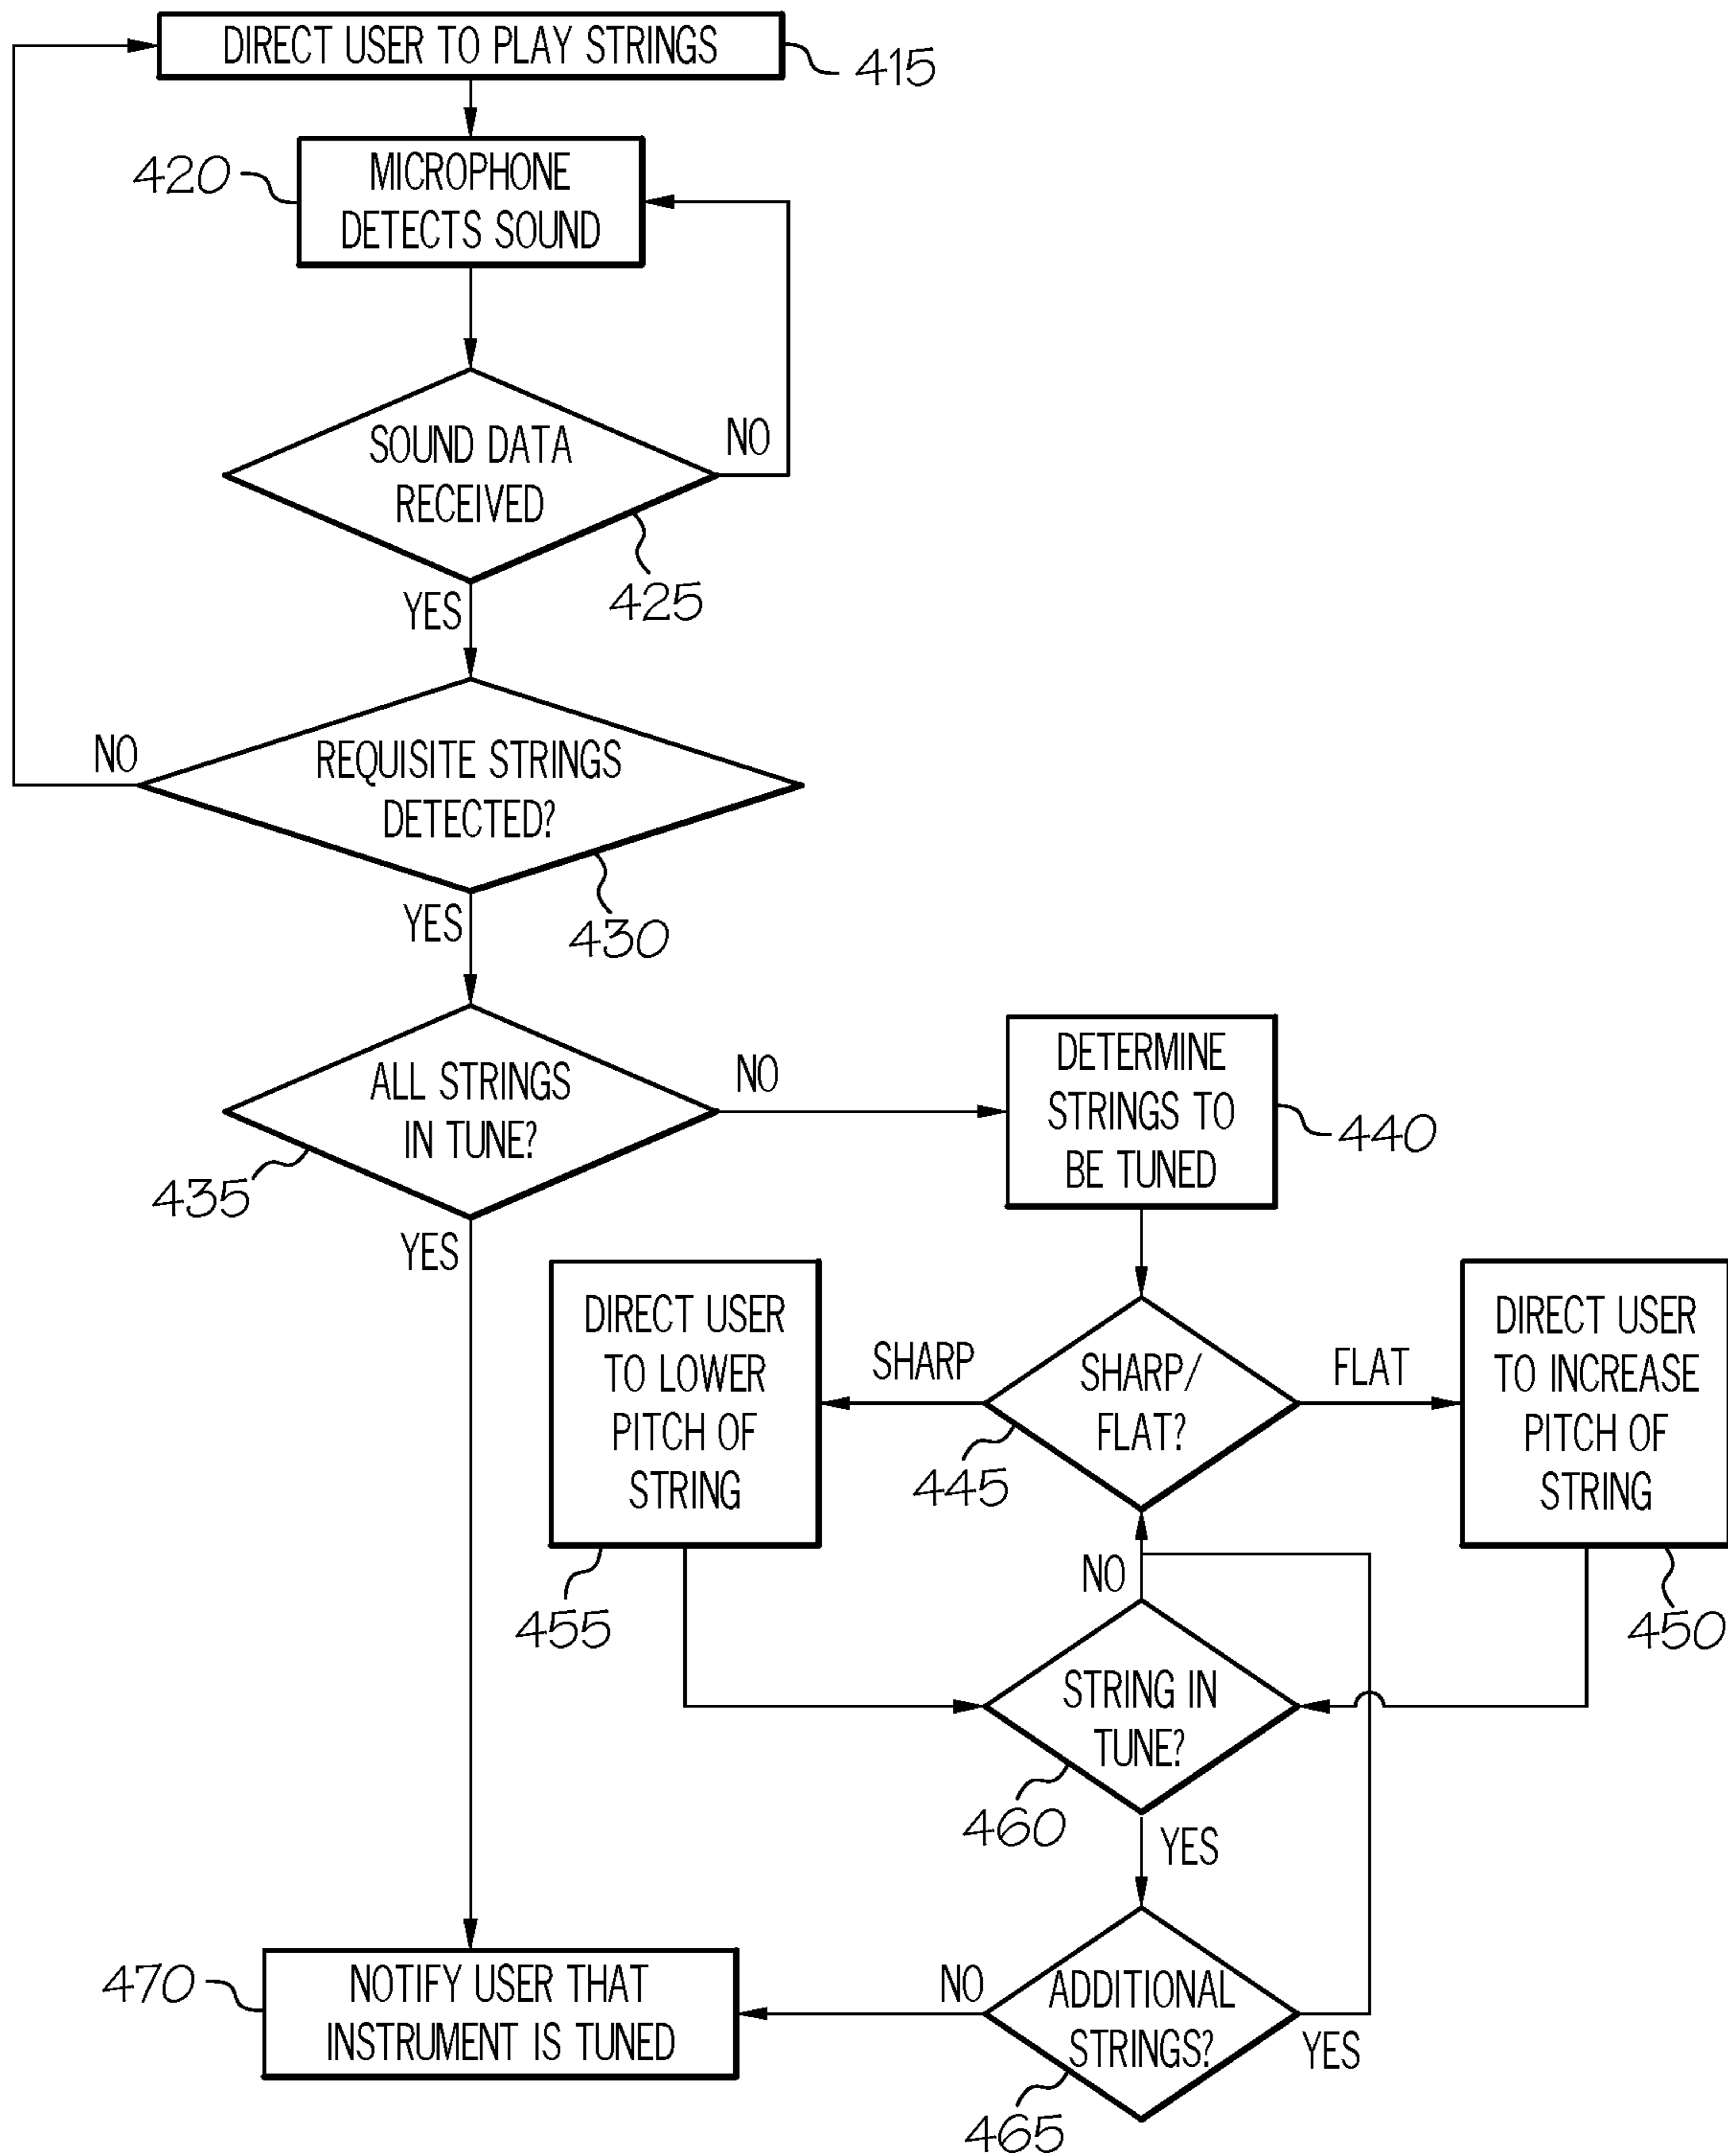 DIRECT USER TO PLAY STRINGS
415
420
MICROPHONE
DETECTS SOUND
SOUND DATA
RECEIVED
NO
425
YES
REQUISITE STRINGS
DETECTED?
NO
430
YES
ALL STRINGS
IN TUNE?
NO
435
YES
DETERMINE
STRINGS TO
BE TUNED
440
DIRECT USER
TO LOWER
PITCH OF
STRING
455
SHARP
SHARP/
FLAT?
445
FLAT
DIRECT USER
TO INCREASE
PITCH OF
STRING
450
NO
STRING IN
TUNE?
460
YES
470
NOTIFY USER THAT
INSTRUMENT IS TUNED
NO
ADDITIONAL
STRINGS?
YES
465